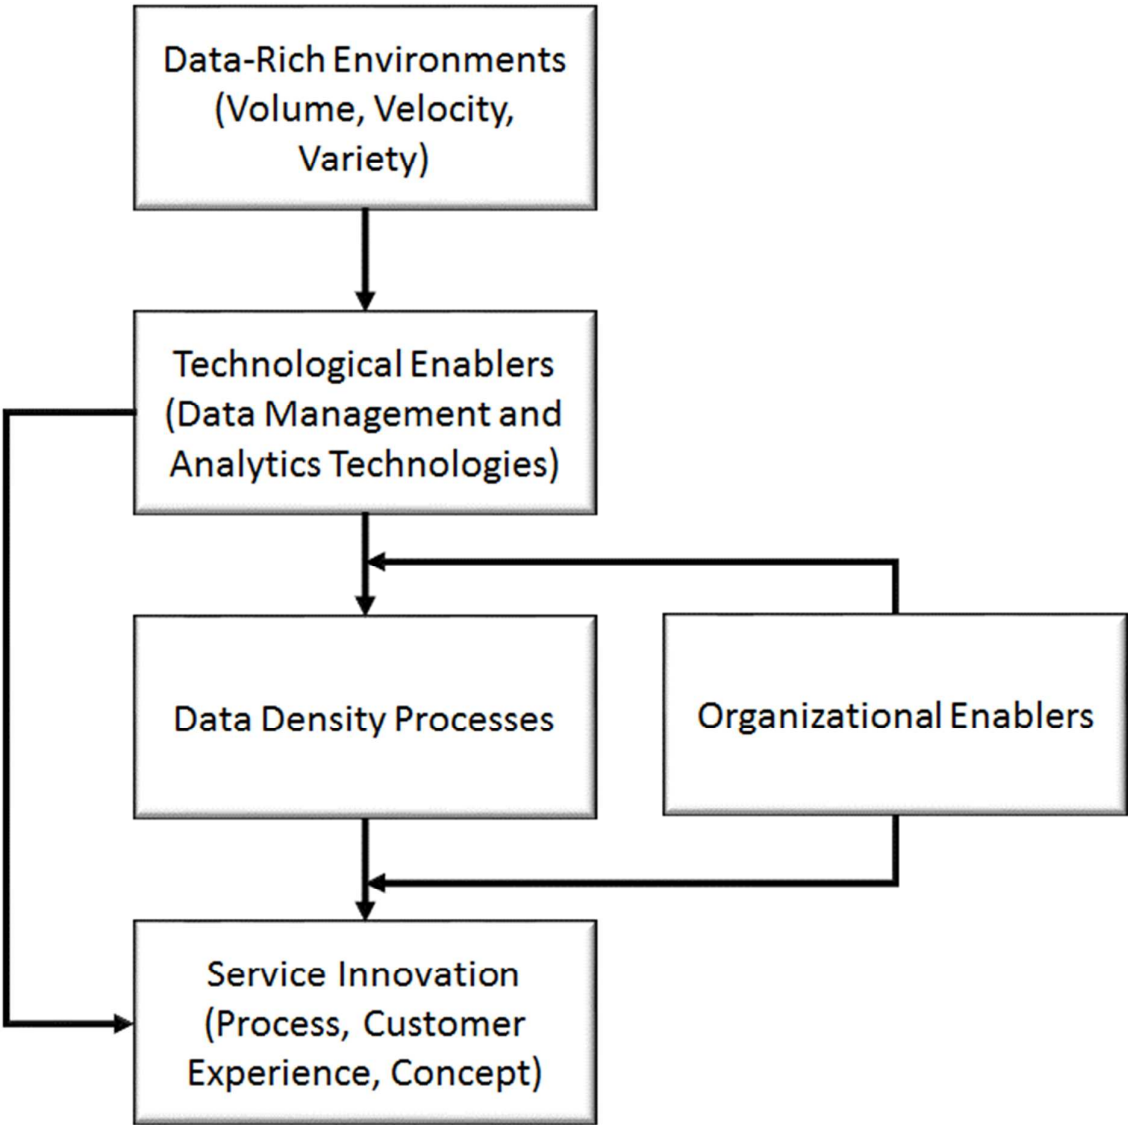 Data-Rich Environments
(Volume, Velocity,
Variety)
Technological Enablers
(Data Management and
Analytics Technologies)
Data Density Processes
Organizational Enablers
Service Innovation
(Process, Customer
Experience, Concept)